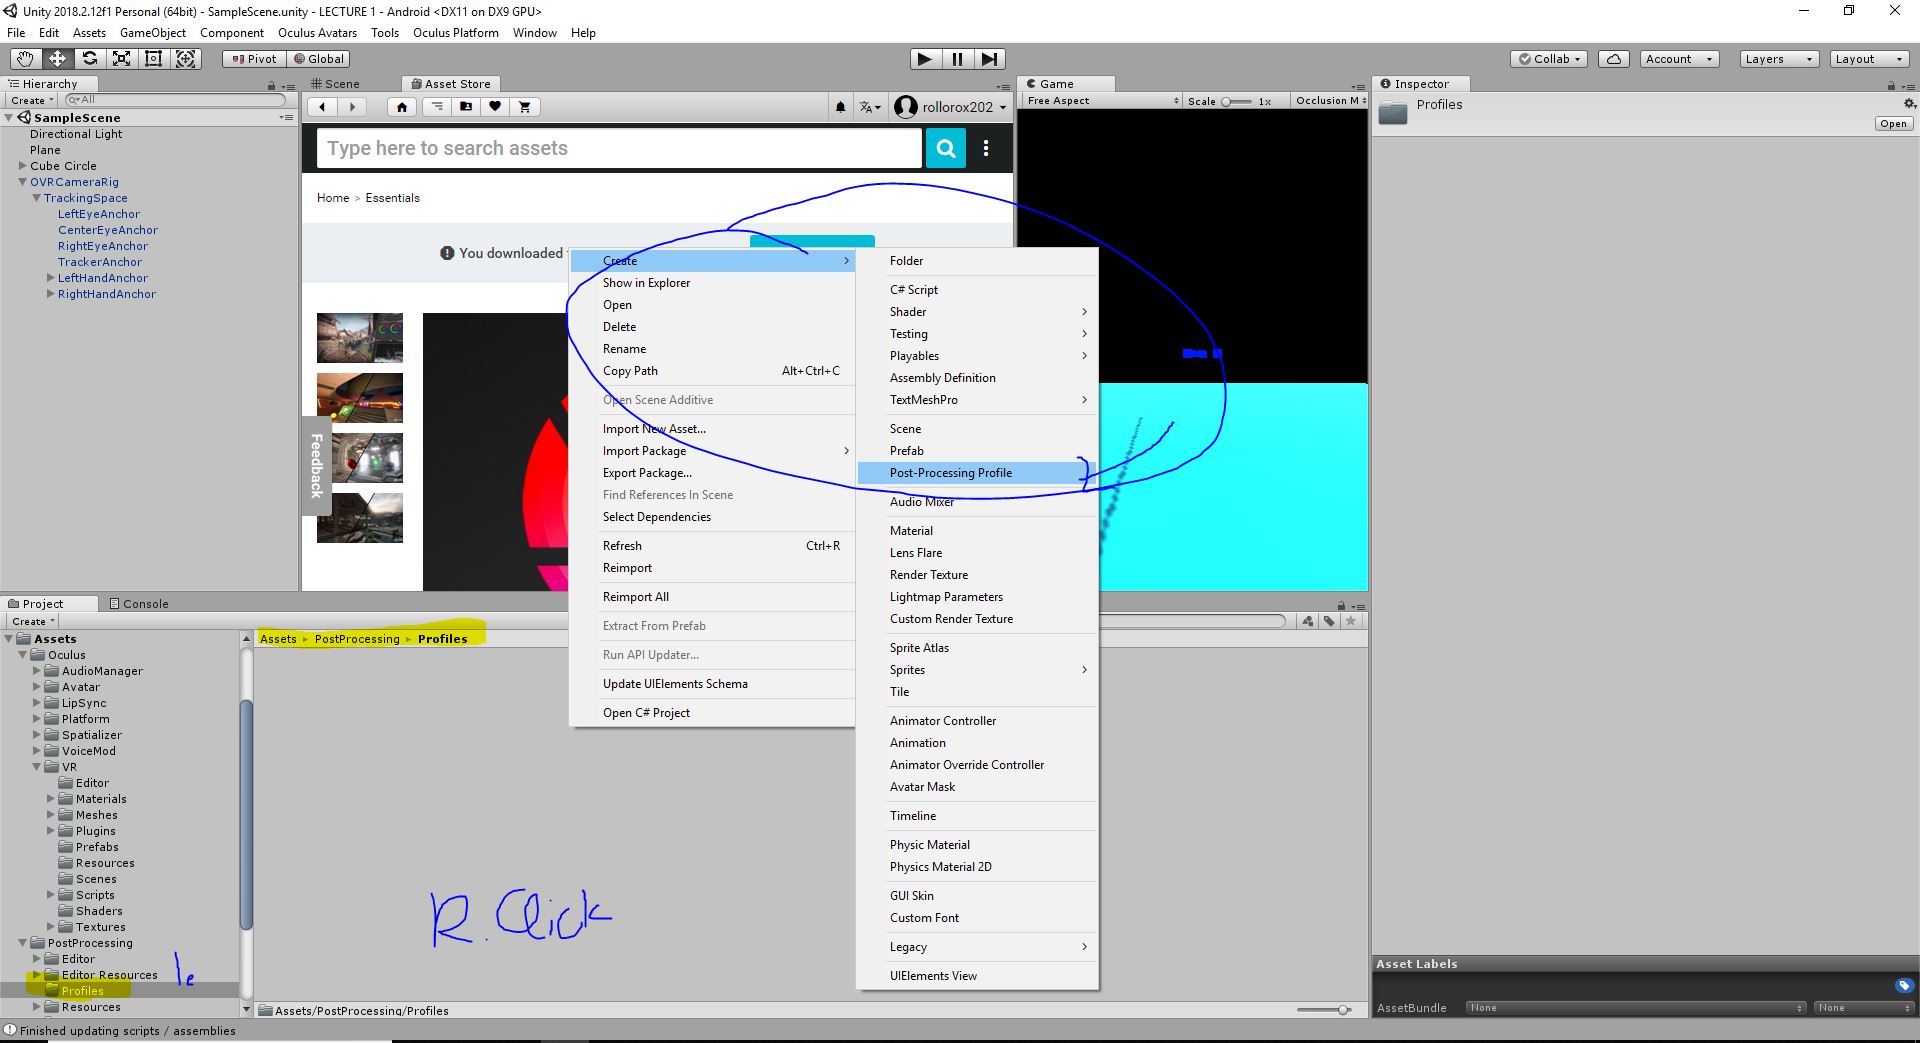 Unity 2018.2.12f1 Personal (64bit) - SampleScene.unity - LECTURE 1 - Android <DX11 on DX9 GPU>
File Edit Assets GameObject Component Oculus Avatars Tools Oculus Platform Window Help
Pivot Global Collab Account Layers Layout
Hierarchy
Create All
SampleScene
Directional Light
Plane
Cube Circle
OVRCameraRig
TrackingSpace
LeftEyeAnchor
CenterEyeAnchor
RightEyeAnchor
TrackerAnchor
LeftHandAnchor
RightHandAnchor
Scene Asset Store
rollorox202
Type here to search assets
Home > Essentials
You downloaded
Feedback
Game
Free Aspect Scale 1x Occlusion M
Inspector
Profiles
Open
Create
Show in Explorer
Open
Delete
Rename
Copy Path Alt+Ctrl+C
Open Scene Additive
Import New Asset...
Import Package
Export Package...
Find References In Scene
Select Dependencies
Refresh Ctrl+R
Reimport
Reimport All
Extract From Prefab
Run API Updater...
Update UIElements Schema
Open C# Project
Folder
C# Script
Shader
Testing
Playables
Assembly Definition
TextMeshPro
Scene
Prefab
Post-Processing Profile
Audio Mixer
Material
Lens Flare
Render Texture
Lightmap Parameters
Custom Render Texture
Sprite Atlas
Sprites
Tile
Animator Controller
Animation
Animator Override Controller
Avatar Mask
Timeline
Physic Material
Physics Material 2D
GUI Skin
Custom Font
Legacy
UIElements View
Project Console
Create
Assets
Oculus
AudioManager
Avatar
LipSync
Platform
Spatializer
VoiceMod
VR
Editor
Materials
Meshes
Plugins
Prefabs
Resources
Scenes
Scripts
Shaders
Textures
PostProcessing
Editor
Editor Resources
Profiles
Resources
Assets ▸ PostProcessing ▸ Profiles
R. Click
Assets/PostProcessing/Profiles
Asset Labels
AssetBundle None None
Finished updating scripts / assemblies